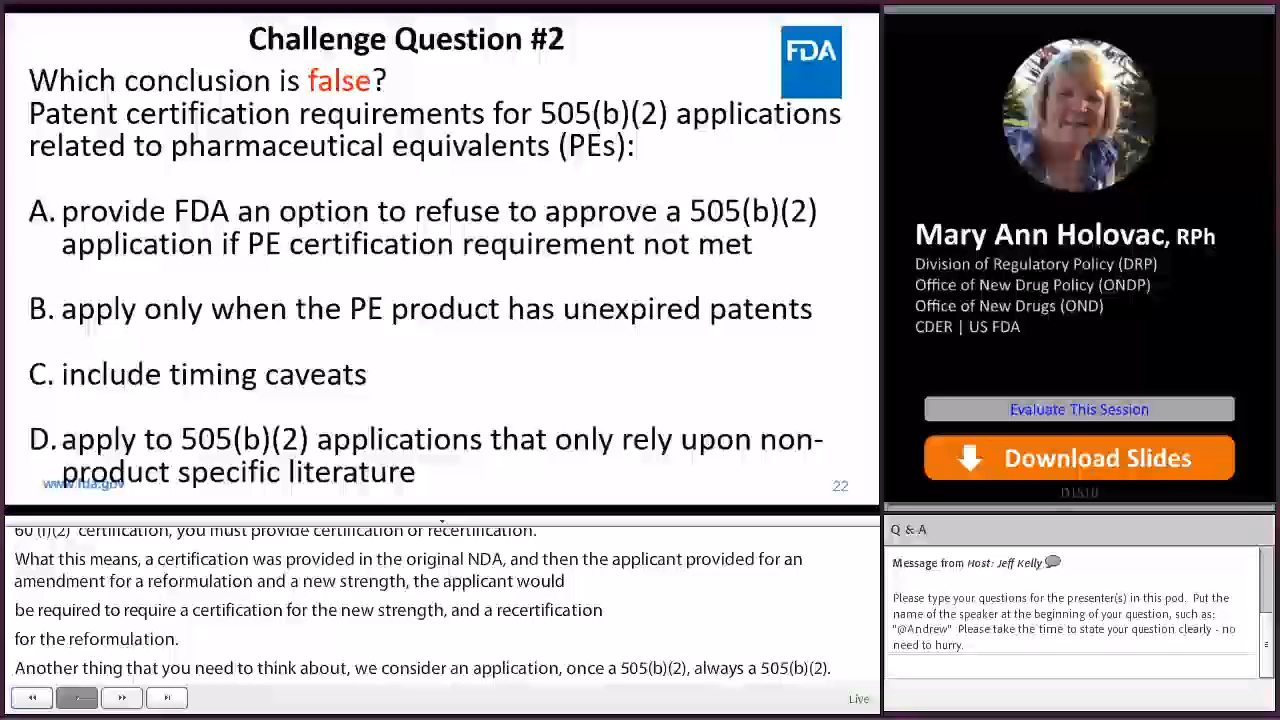 Challenge Question #2
FDA
Which conclusion is false?
Patent certification requirements for 505(b)(2) applications
related to pharmaceutical equivalents (PEs):
A. provide FDA an option to refuse to approve a 505(b)(2)
application if PE certification requirement not met
B. apply only when the PE product has unexpired patents
C. include timing caveats
D. apply to 505(b)(2) applications that only rely upon non-
product specific literature
www.fda.gov
22
Mary Ann Holovac, RPh
Division of Regulatory Policy (DRP)
Office of New Drug Policy (ONDP)
Office of New Drugs (OND)
CDER | US FDA
Evaluate This Session
Download Slides
certification, you must provide certification or recertification.
What this means, a certification was provided in the original NDA, and then the applicant provided for an
amendment for a reformulation and a new strength, the applicant would
be required to require a certification for the new strength, and a recertification
for the reformulation.
Another thing that you need to think about, we consider an application, once a 505(b)(2), always a 505(b)(2).
Live
Q & A
Message from Host: Jeff Kelly
Please type your questions for the presenter(s) in this pod. Put the
name of the speaker at the beginning of your question, such as:
"@Andrew" Please take the time to state your question clearly - no
need to hurry.